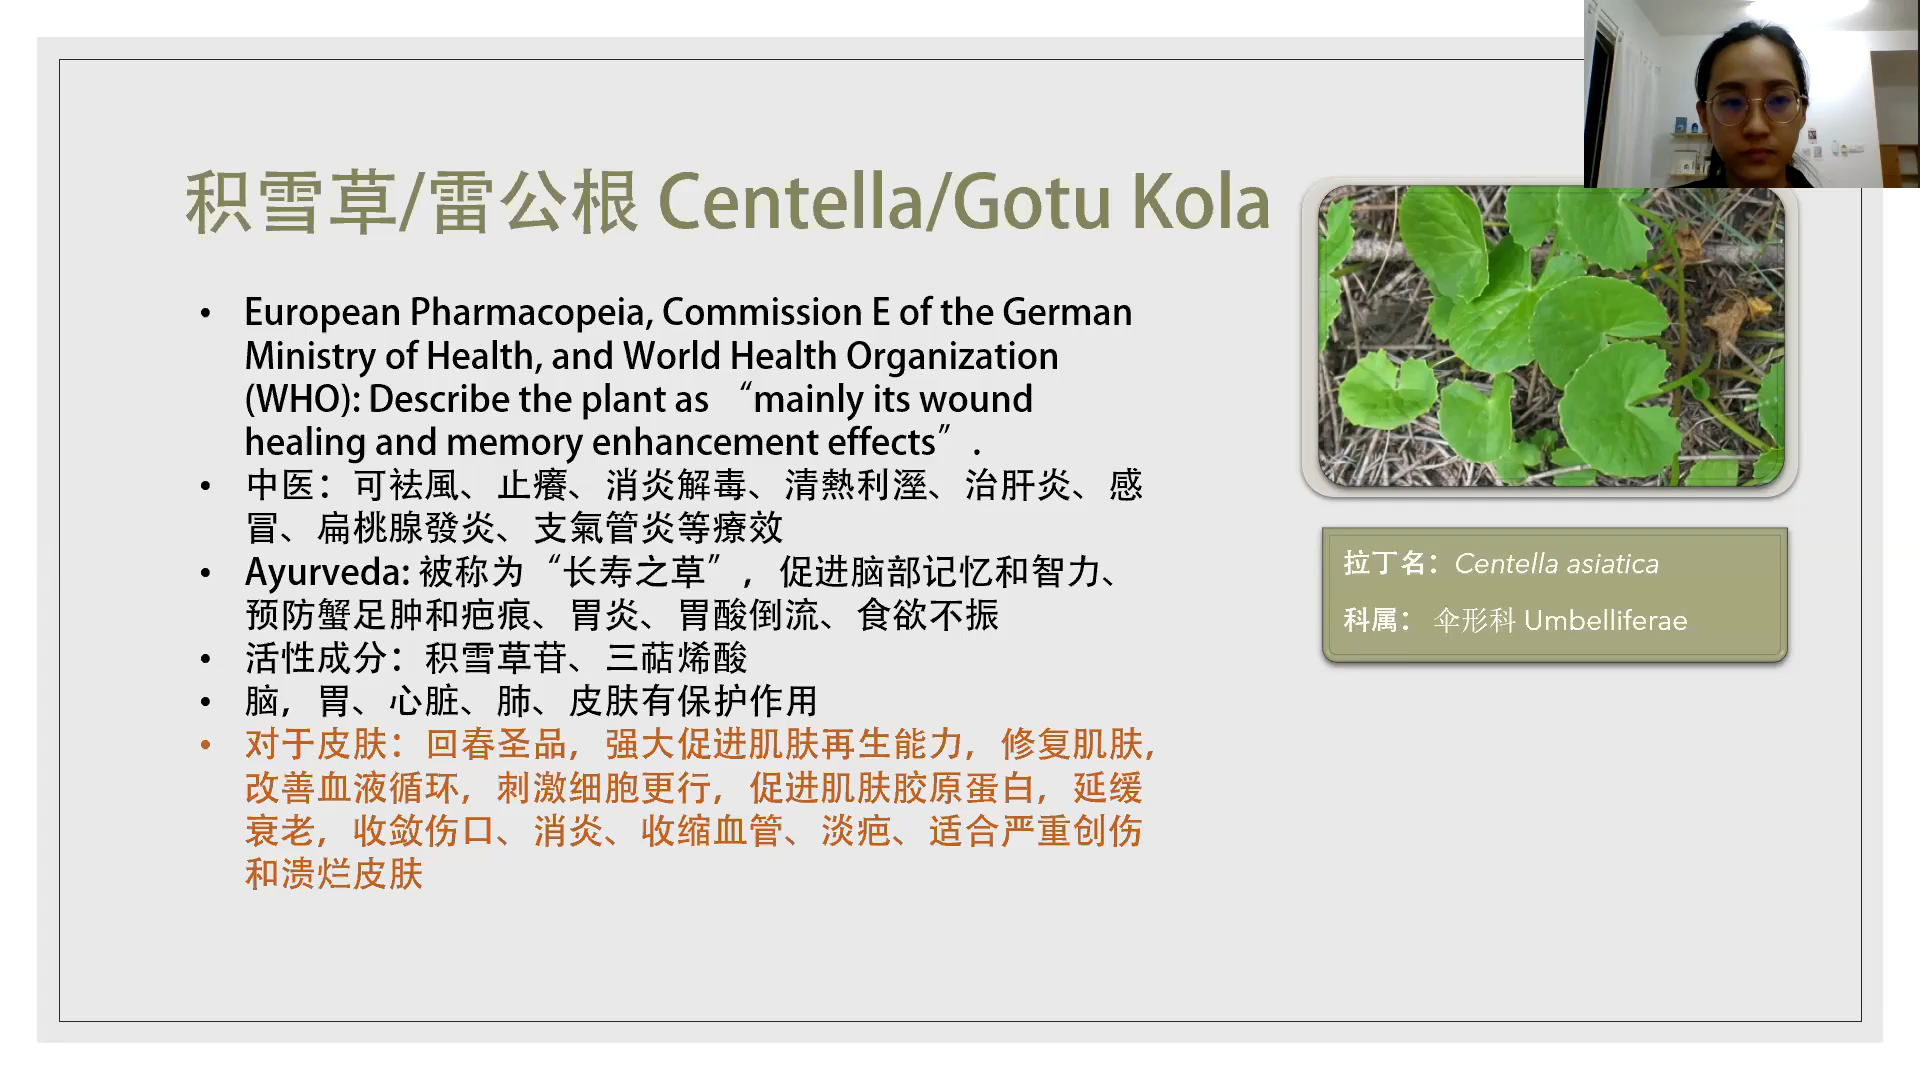 积雪草/雷公根 Centella/Gotu Kola
• European Pharmacopeia, Commission E of the German
Ministry of Health, and World Health Organization
(WHO): Describe the plant as “mainly its wound
healing and memory enhancement effects”.
• 中医：可祛風、止癢、消炎解毒、清熱利溼、治肝炎、感
冒、扁桃腺發炎、支氣管炎等療效
• Ayurveda: 被称为“长寿之草”，促进脑部记忆和智力、
预防蟹足肿和疤痕、胃炎、胃酸倒流、食欲不振
• 活性成分：积雪草苷、三萜烯酸
• 脑，胃、心脏、肺、皮肤有保护作用
• 对于皮肤：回春圣品，强大促进肌肤再生能力，修复肌肤，
改善血液循环，刺激细胞更行，促进肌肤胶原蛋白，延缓
衰老，收敛伤口、消炎、收缩血管、淡疤、适合严重创伤
和溃烂皮肤
拉丁名：Centella asiatica
科属： 伞形科 Umbelliferae